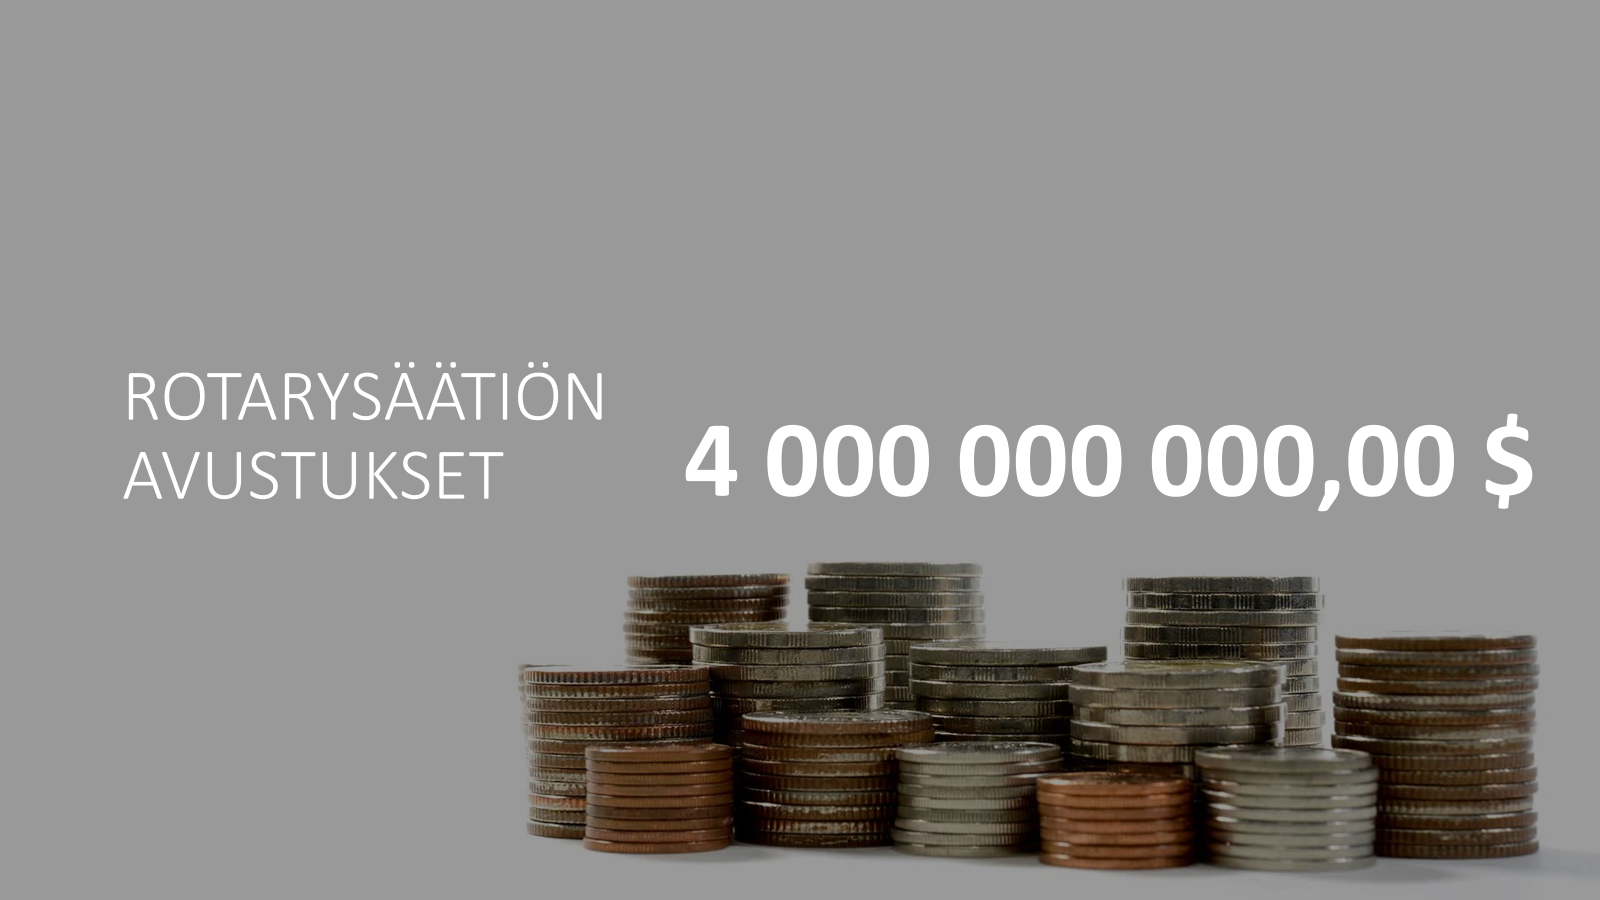 ROTARYSÄÄTIÖN
AVUSTUKSET
4 000 000 000,00 $